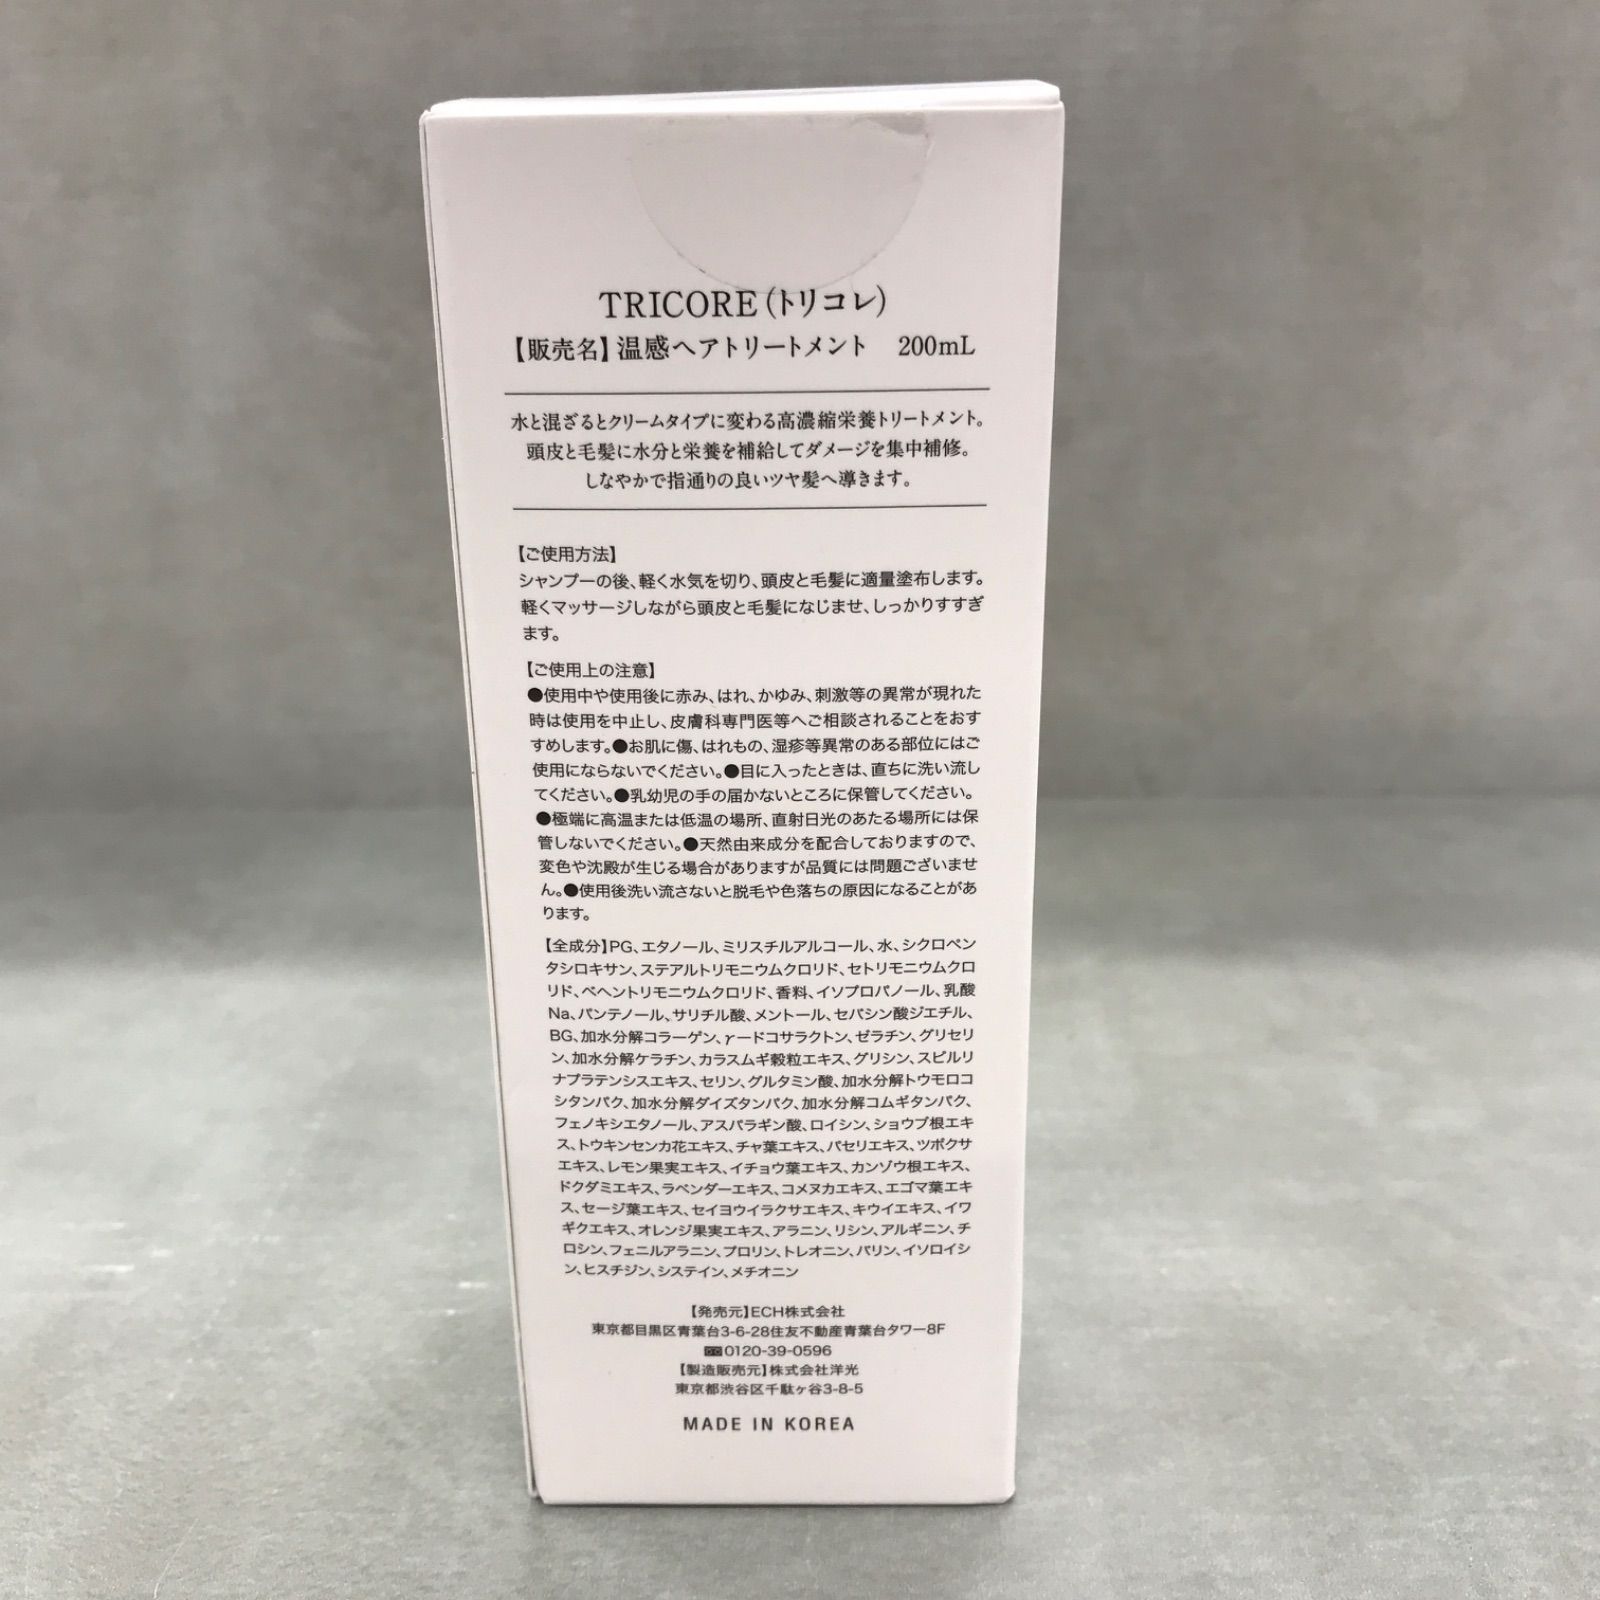 TRICORE(トリコレ)
【販売名】温感ヘアトリートメント 200mL
水と混ざるとクリームタイプに変わる高濃縮栄養トリートメント。
頭皮と毛髪に水分と栄養を補給してダメージを集中補修。
しなやかで指通りの良いツヤ髪へ導きます。
【ご使用方法】
シャンプーの後、軽く水気を切り、頭皮と毛髪に適量塗布します。
軽くマッサージしながら頭皮と毛髪になじませ、しっかりすすぎ
ます。
【ご使用上の注意】
●使用中や使用後に赤み、はれ、かゆみ、刺激等の異常が現れた
時は使用を中止し、皮膚科専門医等へご相談されることをおす
すめします。●お肌に傷、はれもの、湿疹等異常のある部位にはご
使用にならないでください。●目に入ったときは、直ちに洗い流し
てください。●乳幼児の手の届かないところに保管してください。
●極端に高温または低温の場所、直射日光のあたる場所には保
管しないでください。●天然由来成分を配合しておりますので、
変色や沈殿が生じる場合がありますが品質には問題ございませ
ん。●使用後洗い流さないと脱毛や色落ちの原因になることがあ
ります。
【全成分】PG、エタノール、ミリスチルアルコール、水、シクロペン
タシロキサン、ステアルトリモニウムクロリド、セトリモニウムクロ
リド、ベヘントリモニウムクロリド、香料、イソプロパノール、乳酸
Na、パンテノール、サリチル酸、メントール、セバシン酸ジエチル、
BG、加水分解コラーゲン、γードコサラクトン、ゼラチン、グリセリ
ン、加水分解ケラチン、カラスムギ穀粒エキス、グリシン、スピルリ
ナプラテンシスエキス、セリン、グルタミン酸、加水分解トウモロコ
シタンパク、加水分解ダイズタンパク、加水分解コムギタンパク、
フェノキシエタノール、アスパラギン酸、ロイシン、ショウブ根エキ
ス、トウキンセンカ花エキス、チャ葉エキス、パセリエキス、ツボクサ
エキス、レモン果実エキス、イチョウ葉エキス、カンゾウ根エキス、
ドクダミエキス、ラベンダーエキス、コメヌカエキス、エゴマ葉エキ
ス、セージ葉エキス、セイヨウイラクサエキス、キウイエキス、イワ
ギクエキス、オレンジ果実エキス、アラニン、リシン、アルギニン、チ
ロシン、フェニルアラニン、プロリン、トレオニン、バリン、イソロイシ
ン、ヒスチジン、システイン、メチオニン
【発売元】ECH株式会社
東京都目黒区青葉台3-6-28住友不動産青葉台タワー8F
0120-39-0596
【製造販売元】株式会社洋光
東京都渋谷区千駄ヶ谷3-8-5
MADE IN KOREA